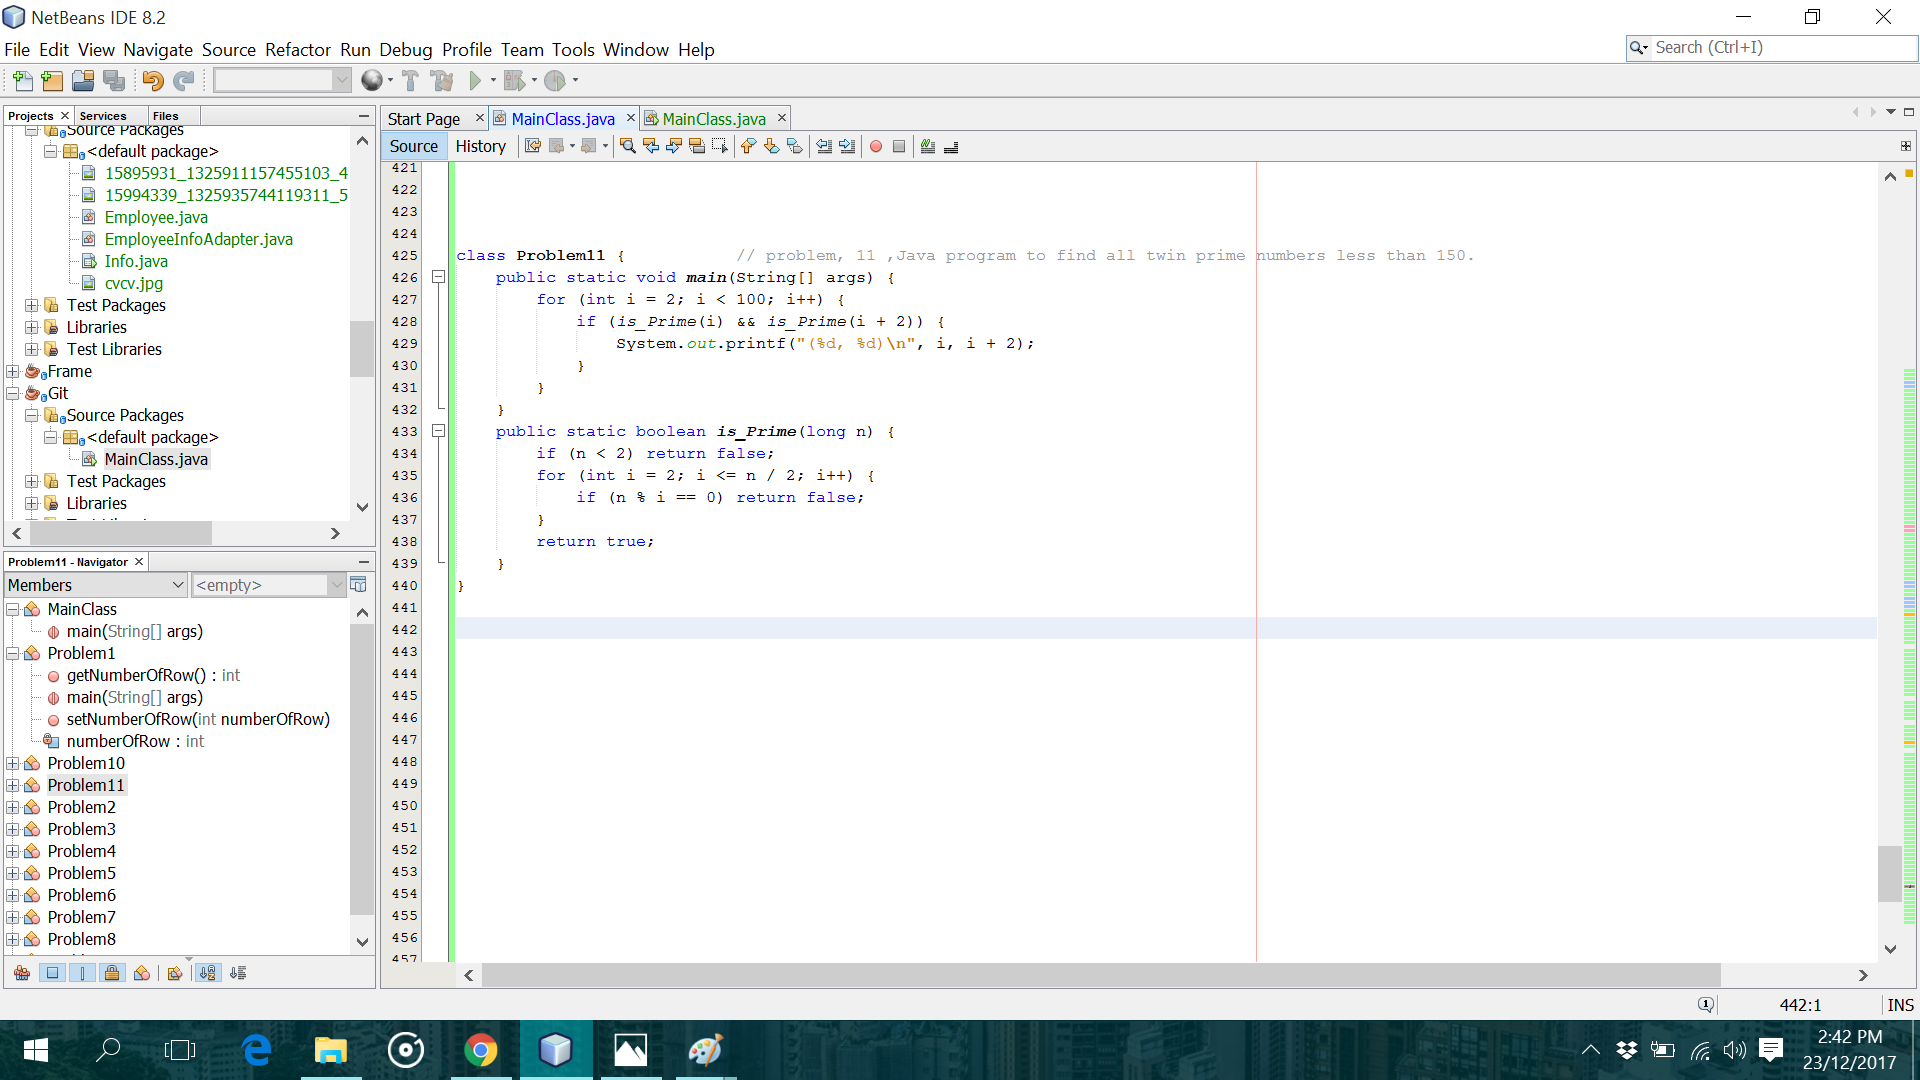 NetBeans IDE 8.2
File Edit View Navigate Source Refactor Run Debug Profile Team Tools Window Help
Search (Ctrl+I)
Projects Services Files
Source Packages
<default package>
15895931_1325911157455103_4
15994339_1325935744119311_5
Employee.java
EmployeeInfoAdapter.java
Info.java
cvcv.jpg
Test Packages
Libraries
Test Libraries
Frame
Git
Source Packages
<default package>
MainClass.java
Test Packages
Libraries
Problem11 - Navigator
Members <empty>
MainClass
main(String[] args)
Problem1
getNumberOfRow() : int
main(String[] args)
setNumberOfRow(int numberOfRow)
numberOfRow : int
Problem10
Problem11
Problem2
Problem3
Problem4
Problem5
Problem6
Problem7
Problem8
Start Page MainClass.java MainClass.java
Source History
421
422
423
424
425 class Problem11 { // problem, 11 ,Java program to find all twin prime numbers less than 150.
426 public static void main(String[] args) {
427 for (int i = 2; i < 100; i++) {
428 if (is_Prime(i) && is_Prime(i + 2)) {
429 System.out.printf("(%d, %d)\n", i, i + 2);
430 }
431 }
432 }
433 public static boolean is_Prime(long n) {
434 if (n < 2) return false;
435 for (int i = 2; i <= n / 2; i++) {
436 if (n % i == 0) return false;
437 }
438 return true;
439 }
440 }
441
442
443
444
445
446
447
448
449
450
451
452
453
454
455
456
457
442:1 INS
2:42 PM
23/12/2017